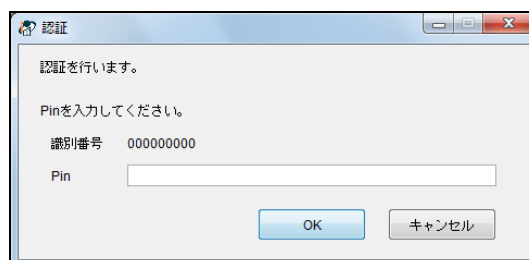 認証
認証を行います。
Pinを入力してください。
識別番号 000000000
Pin
OK キャンセル